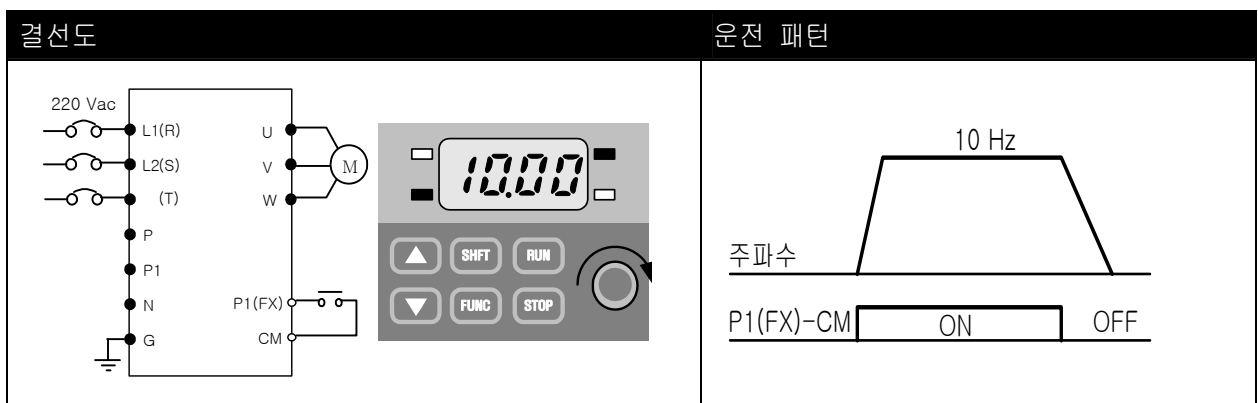 결선도
운전 패턴
220 Vac
L1(R)
L2(S)
(T)
P
P1
N
G
U
V
W
M
P1(FX)
CM
10.00
SHFT
RUN
FUNC
STOP
10 Hz
주파수
P1(FX)-CM
ON
OFF